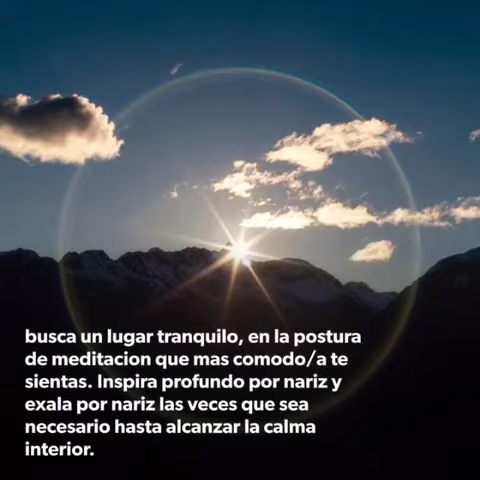 busca un lugar tranquilo, en la postura
de meditacion que mas comodo/a te
sientas. Inspira profundo por nariz y
exala por nariz las veces que sea
necesario hasta alcanzar la calma
interior.